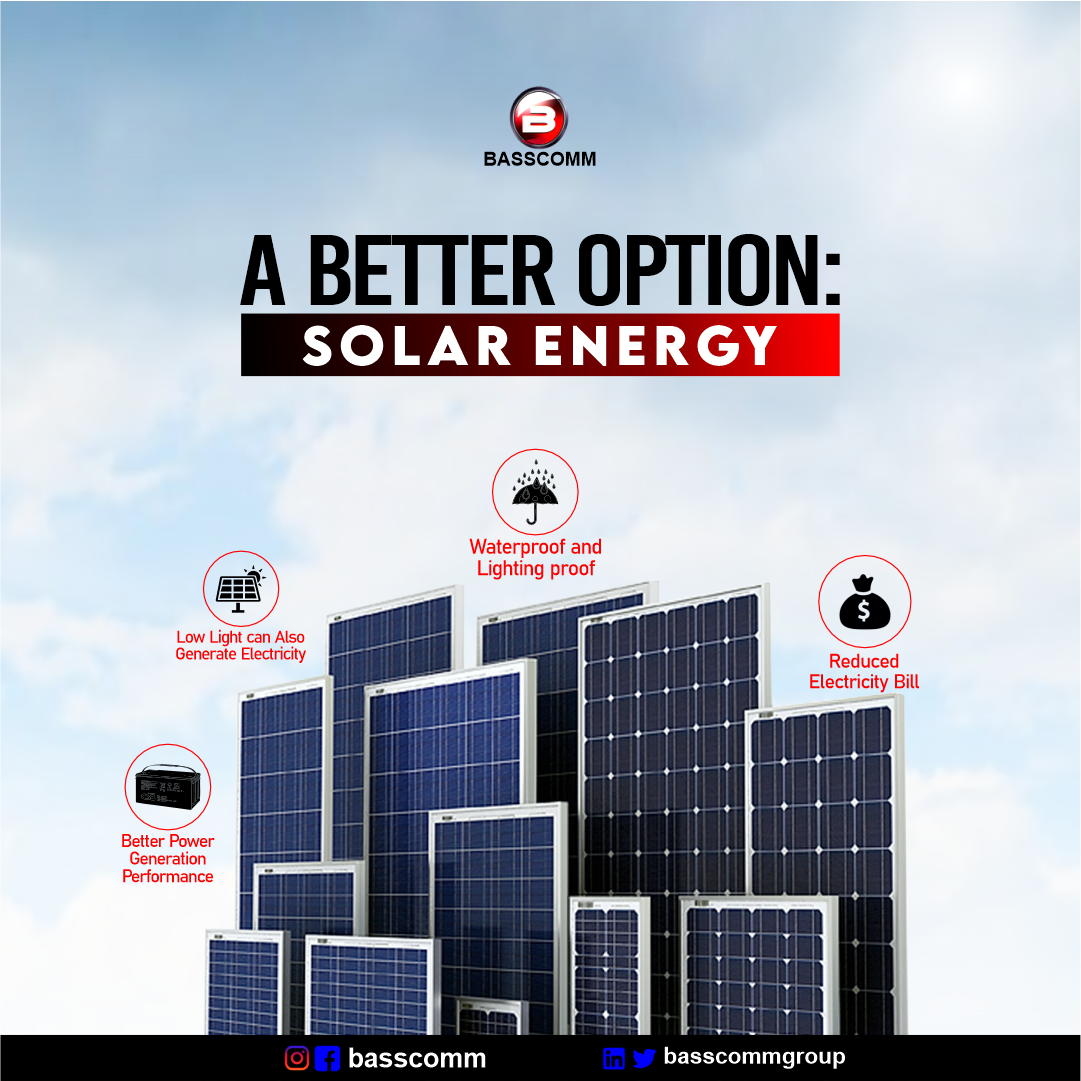 B
BASSCOMM
A BETTER OPTION:
SOLAR ENERGY
Waterproof and
Lighting proof
Low Light can Also
Generate Electricity
$
Reduced
Electricity Bill
Better Power
Generation
Performance
basscomm
basscommgroup